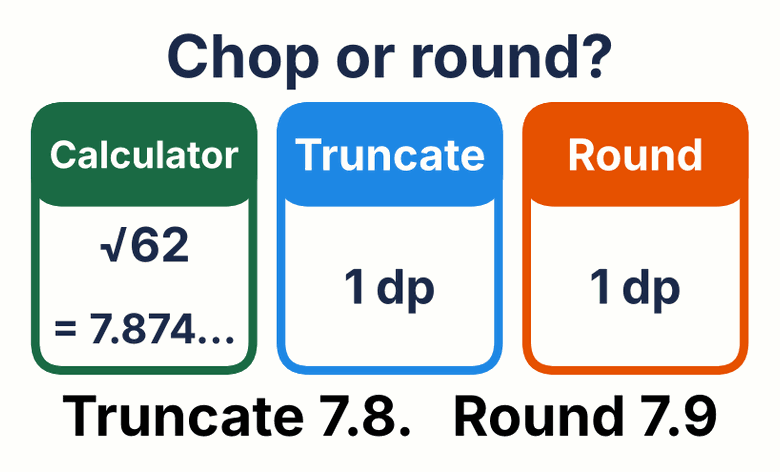 Chop or round?
Calculator
√62
= 7.874...
Truncate
1 dp
Round
1 dp
Truncate 7.8. Round 7.9